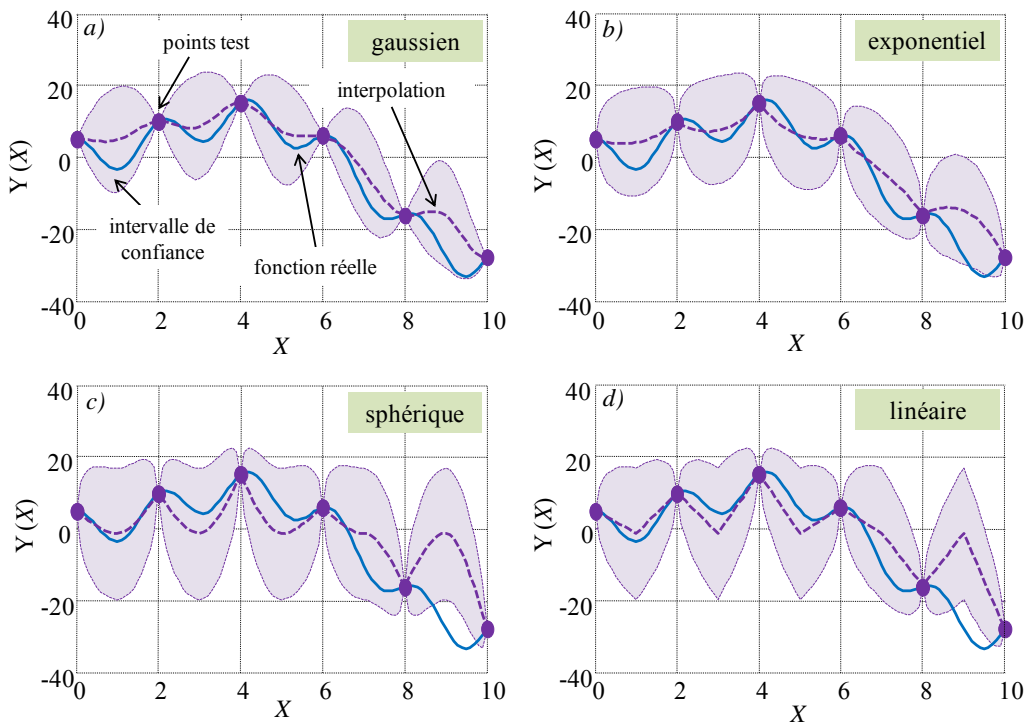 a)
gaussien
points test
interpolation
intervalle de
confiance
fonction réelle
40
20
0
-20
-40
Y (X)
0 2 4 6 8 10
X
b)
exponentiel
40
20
0
-20
-40
Y (X)
0 2 4 6 8 10
X
c)
sphérique
40
20
0
-20
-40
Y (X)
0 2 4 6 8 10
X
d)
linéaire
40
20
0
-20
-40
Y (X)
0 2 4 6 8 10
X